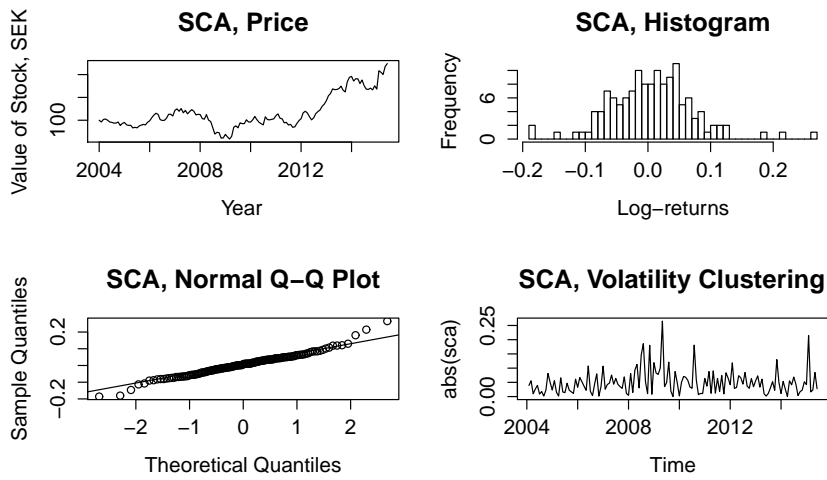 SCA, Price
Value of Stock, SEK
100
2004 2008 2012
Year
SCA, Histogram
Frequency
0 6
−0.2 −0.1 0.0 0.1 0.2
Log−returns
SCA, Normal Q−Q Plot
Sample Quantiles
−0.2 0.2
−2 −1 0 1 2
Theoretical Quantiles
SCA, Volatility Clustering
abs(sca)
0.00 0.25
2004 2008 2012
Time